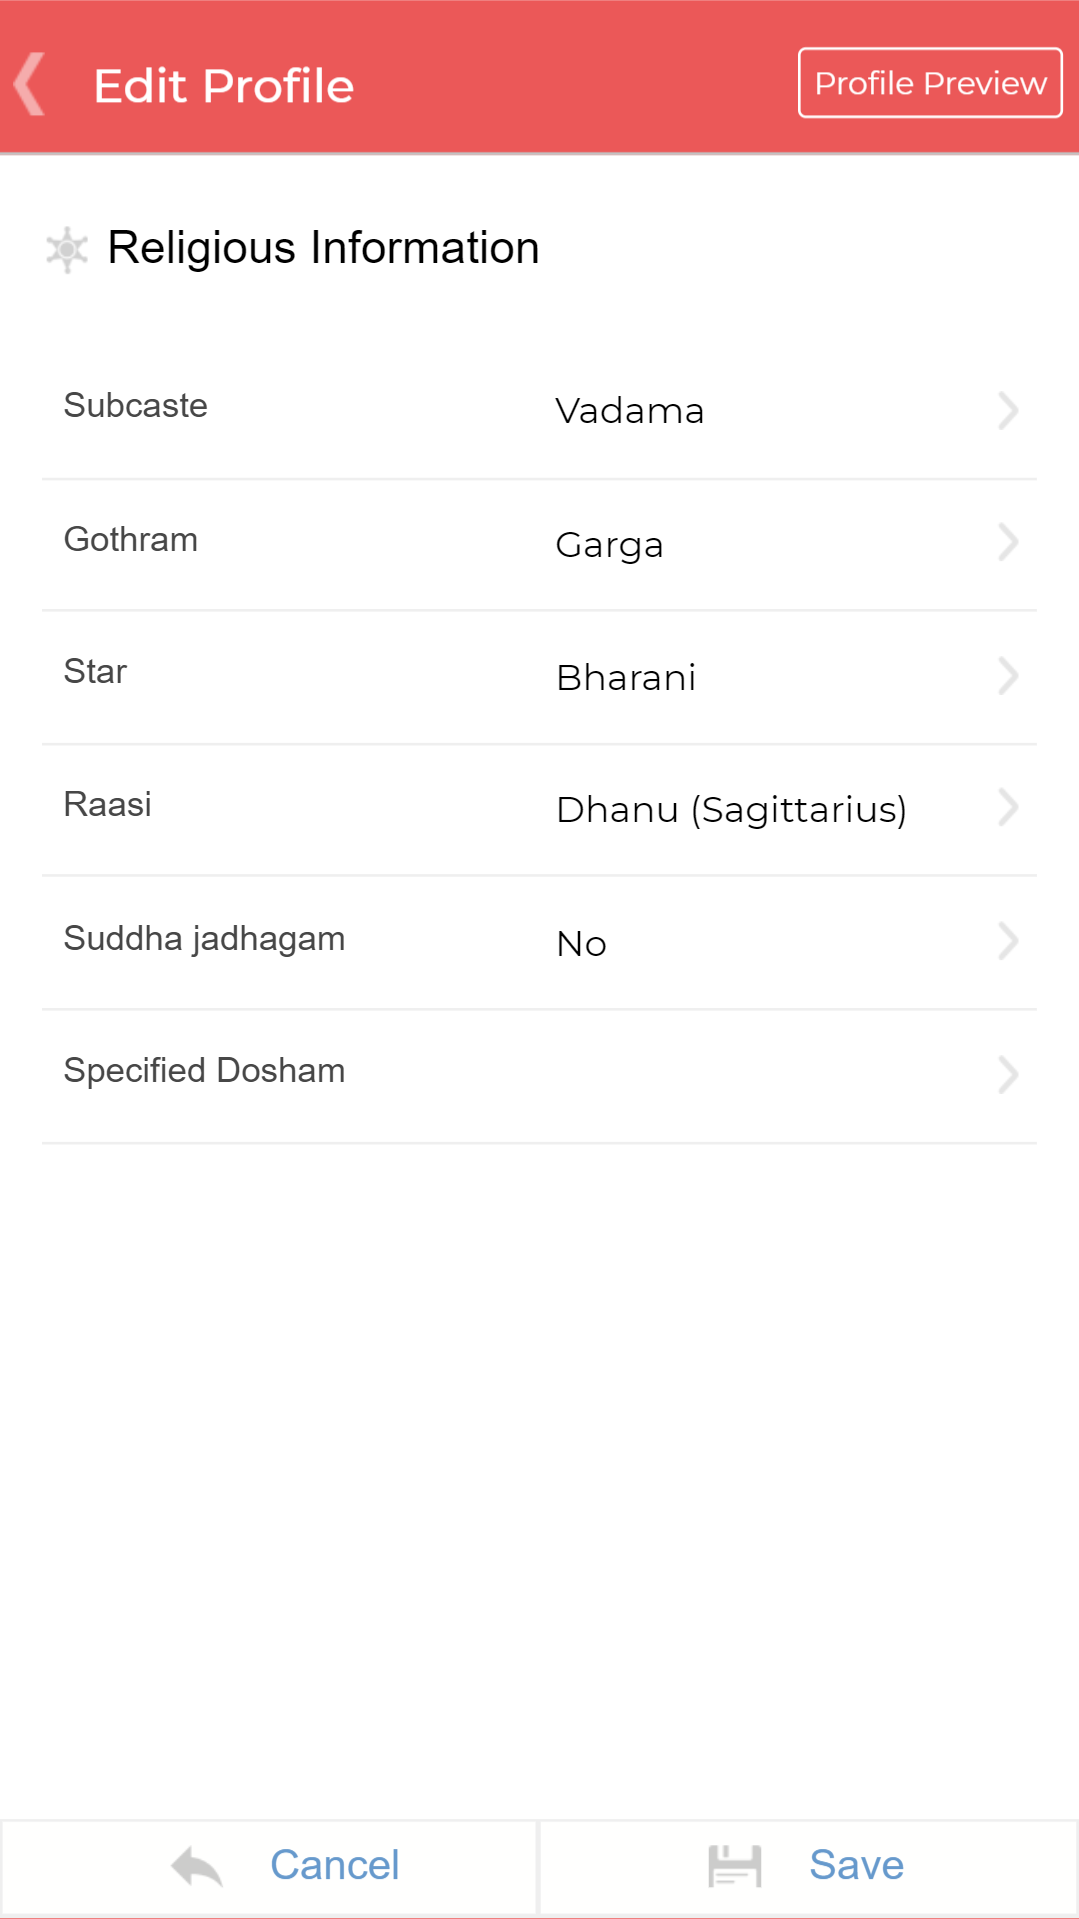 Edit Profile
Profile Preview
Religious Information
Subcaste Vadama
Gothram Garga
Star Bharani
Raasi Dhanu (Sagittarius)
Suddha jadhagam No
Specified Dosham
Cancel Save